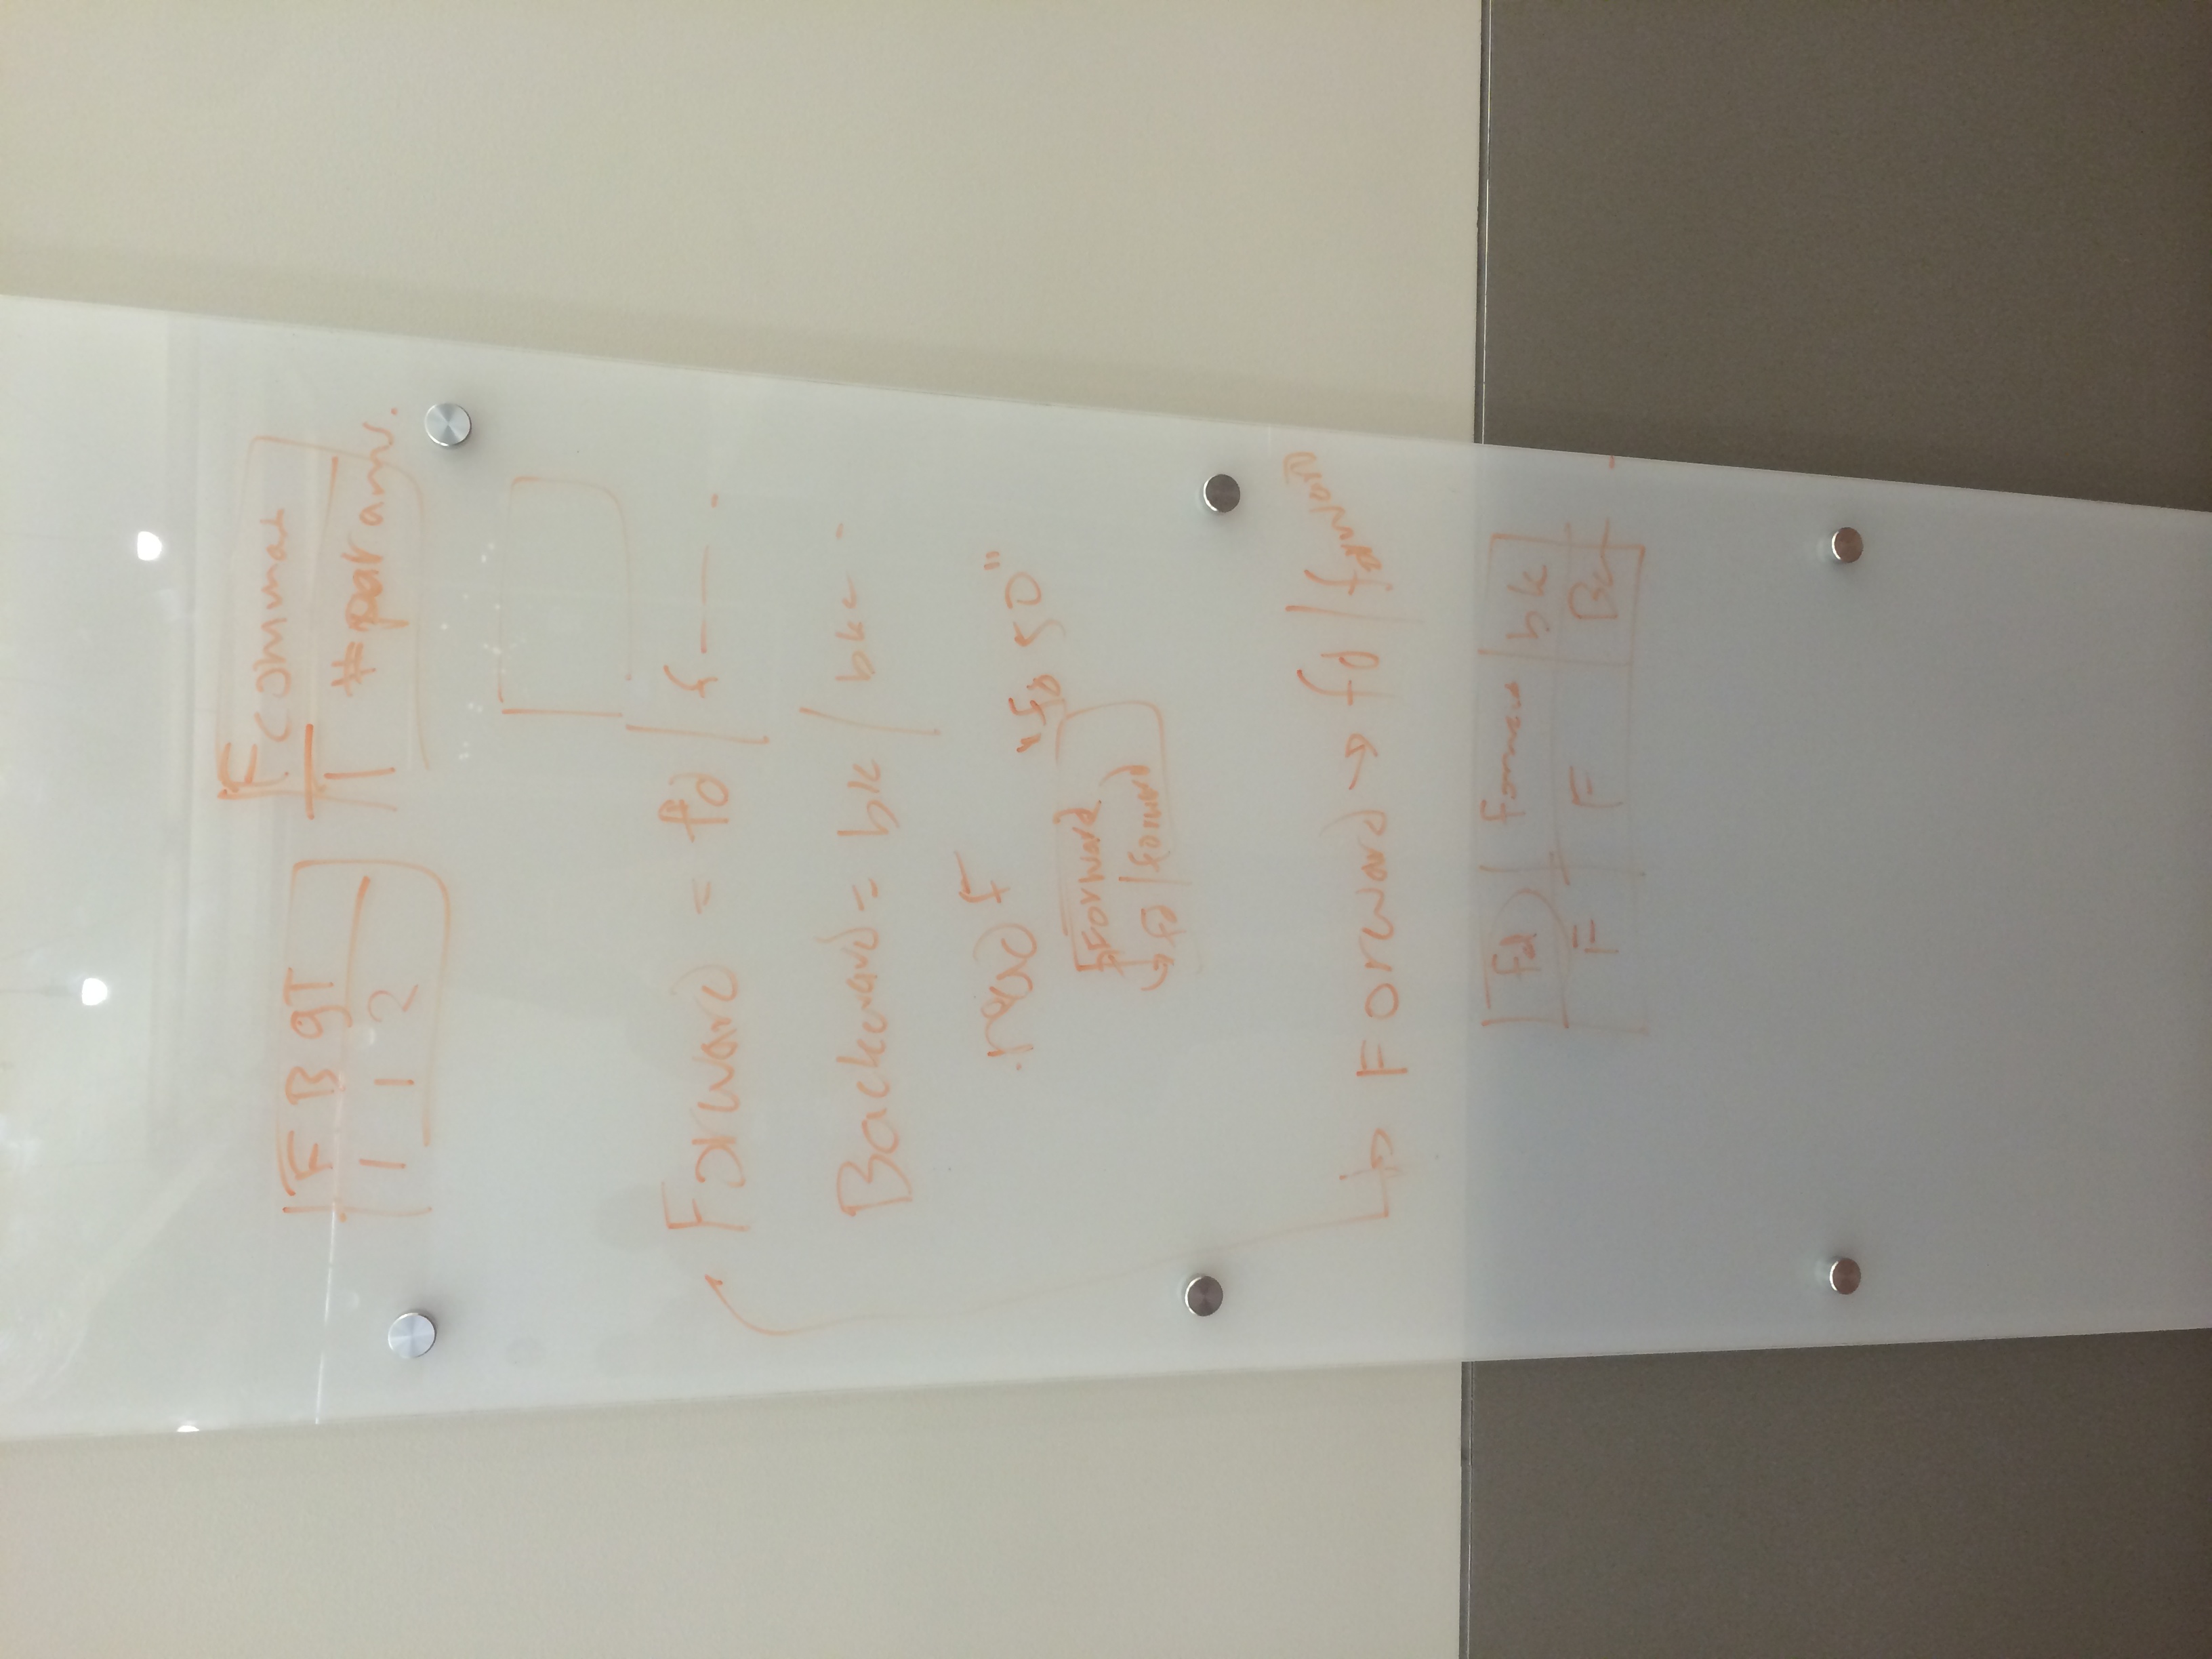 F B gT
1 1 2
F command
1 #params.
Forward = fd | f
Backward = bk | bk
read F
"fd 50"
Forward
→ fd | forward
Forward → fd | forward
fd | forward | bk
F | F | B